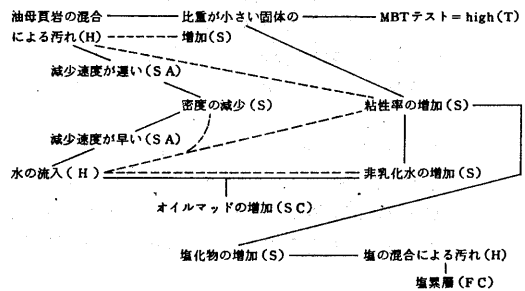 油母頁岩の混合 比重が小さい固体の MBTテスト=high(T)
による汚れ(H) 増加(S)
減少速度が遅い(SA)
密度の減少(S) 粘性率の増加(S)
減少速度が早い(SA)
水の流入(H) 非乳化水の増加(S)
オイルマッドの増加(SC)
塩化物の増加(S) 塩の混合による汚れ(H)
塩累層(FC)